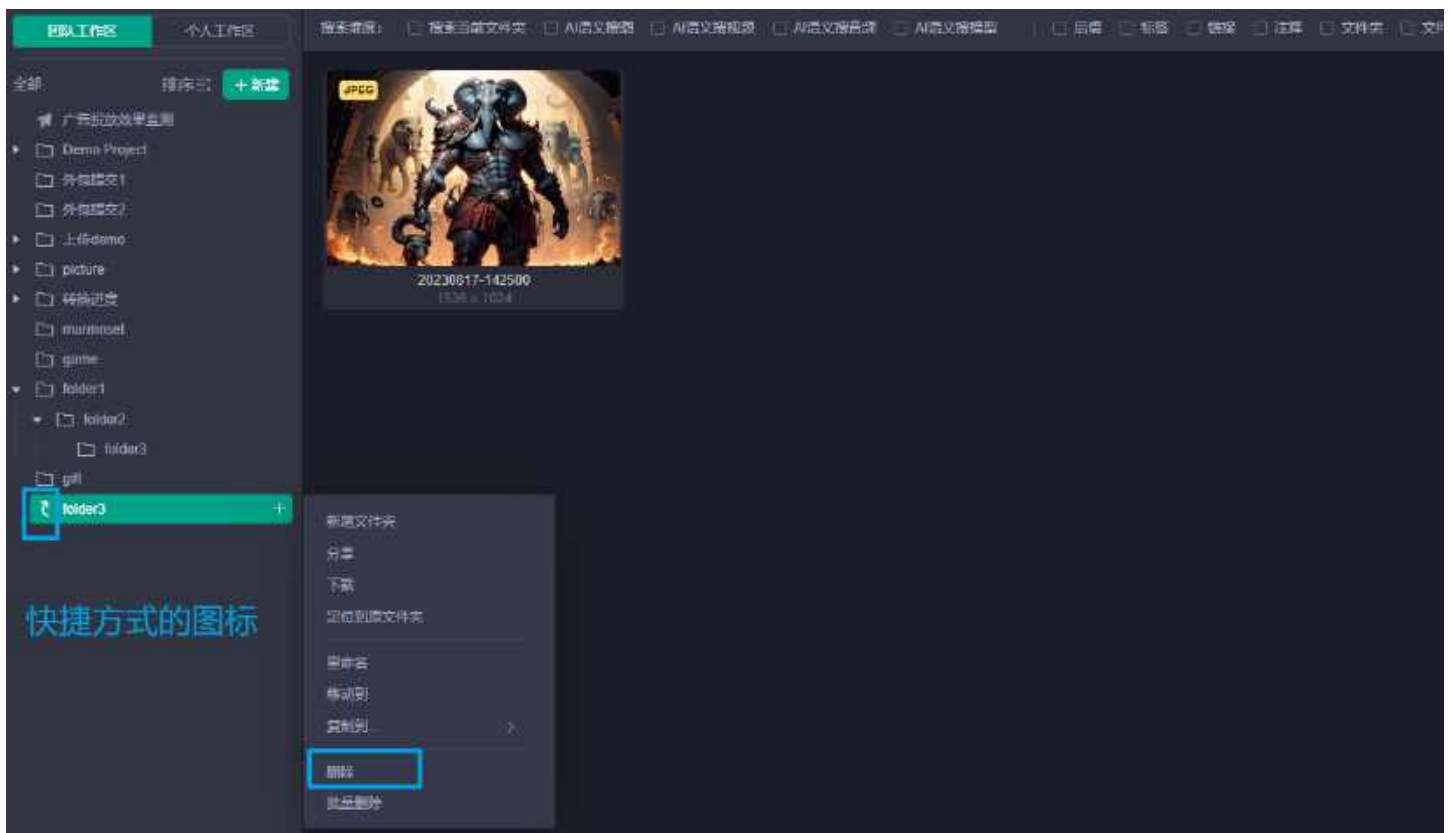 团队工作区 个人工作区
搜索维度： 搜索当前文件夹 AI语义搜图 AI语义搜视频 AI语义搜音频 AI语义搜模型 后缀 标签 链接 注释 文件夹
全部 排序 +新建
广告投放效果监测
Demo Project
外包提交1
外包提交2
上传demo
picture
转换进度
marmoset
game
folder1
folder2
folder3
gif
folder3 +
JPEG
20230817-142500
1536 x 1024
快捷方式的图标
新建文件夹
分享
下载
定位到原文件夹
重命名
移动到
复制到...
删除
批量删除